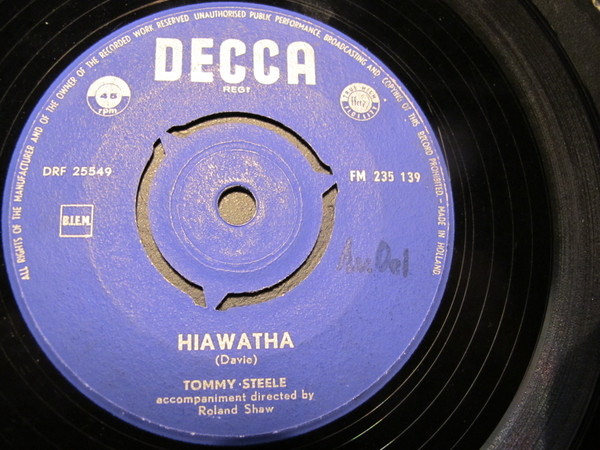 ALL RIGHTS OF THE MANUFACTURER AND OF THE OWNER OF THE RECORDED WORK RESERVED. UNAUTHORISED PUBLIC PERFORMANCE, BROADCASTING AND COPYING OF THIS RECORD PROHIBITED - MADE IN HOLLAND.
DECCA
REGT
45
rpm
DRF 25549
FM 235 139
B.I.E.M.
HIAWATHA
(Davie)
TOMMY·STEELE
accompaniment directed by
Roland Shaw